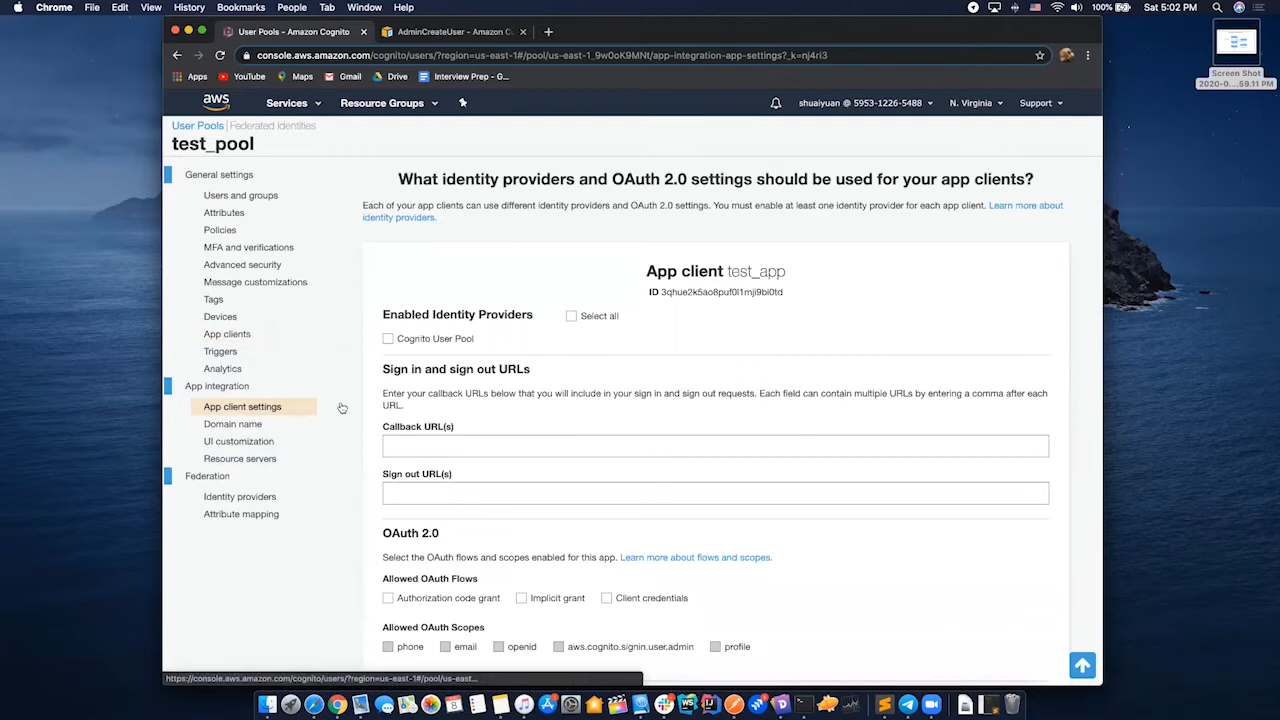 Chrome File Edit View History Bookmarks People Tab Window Help
100% Sat 5:02 PM
User Pools - Amazon Cognito
AdminCreateUser - Amazon C...
console.aws.amazon.com/cognito/users/?region=us-east-1#/pool/us-east-1_9w0oK9MNt/app-integration-app-settings?_k=nj4ri3
Apps YouTube Maps Gmail Drive Interview Prep - G...
Screen Shot
2020-0....59.11 PM
aws Services Resource Groups shuaiyuan @ 5953-1226-5488 N. Virginia Support
User Pools | Federated Identities
test_pool
General settings
Users and groups
Attributes
Policies
MFA and verifications
Advanced security
Message customizations
Tags
Devices
App clients
Triggers
Analytics
App integration
App client settings
Domain name
UI customization
Resource servers
Federation
Identity providers
Attribute mapping
What identity providers and OAuth 2.0 settings should be used for your app clients?
Each of your app clients can use different identity providers and OAuth 2.0 settings. You must enable at least one identity provider for each app client. Learn more about
identity providers.
App client test_app
ID 3qhue2k5ao8puf0l1mji9bi0td
Enabled Identity Providers Select all
Cognito User Pool
Sign in and sign out URLs
Enter your callback URLs below that you will include in your sign in and sign out requests. Each field can contain multiple URLs by entering a comma after each
URL.
Callback URL(s)
Sign out URL(s)
OAuth 2.0
Select the OAuth flows and scopes enabled for this app. Learn more about flows and scopes.
Allowed OAuth Flows
Authorization code grant Implicit grant Client credentials
Allowed OAuth Scopes
phone email openid aws.cognito.signin.user.admin profile
https://console.aws.amazon.com/cognito/users/?region=us-east-1#/pool/us-east...